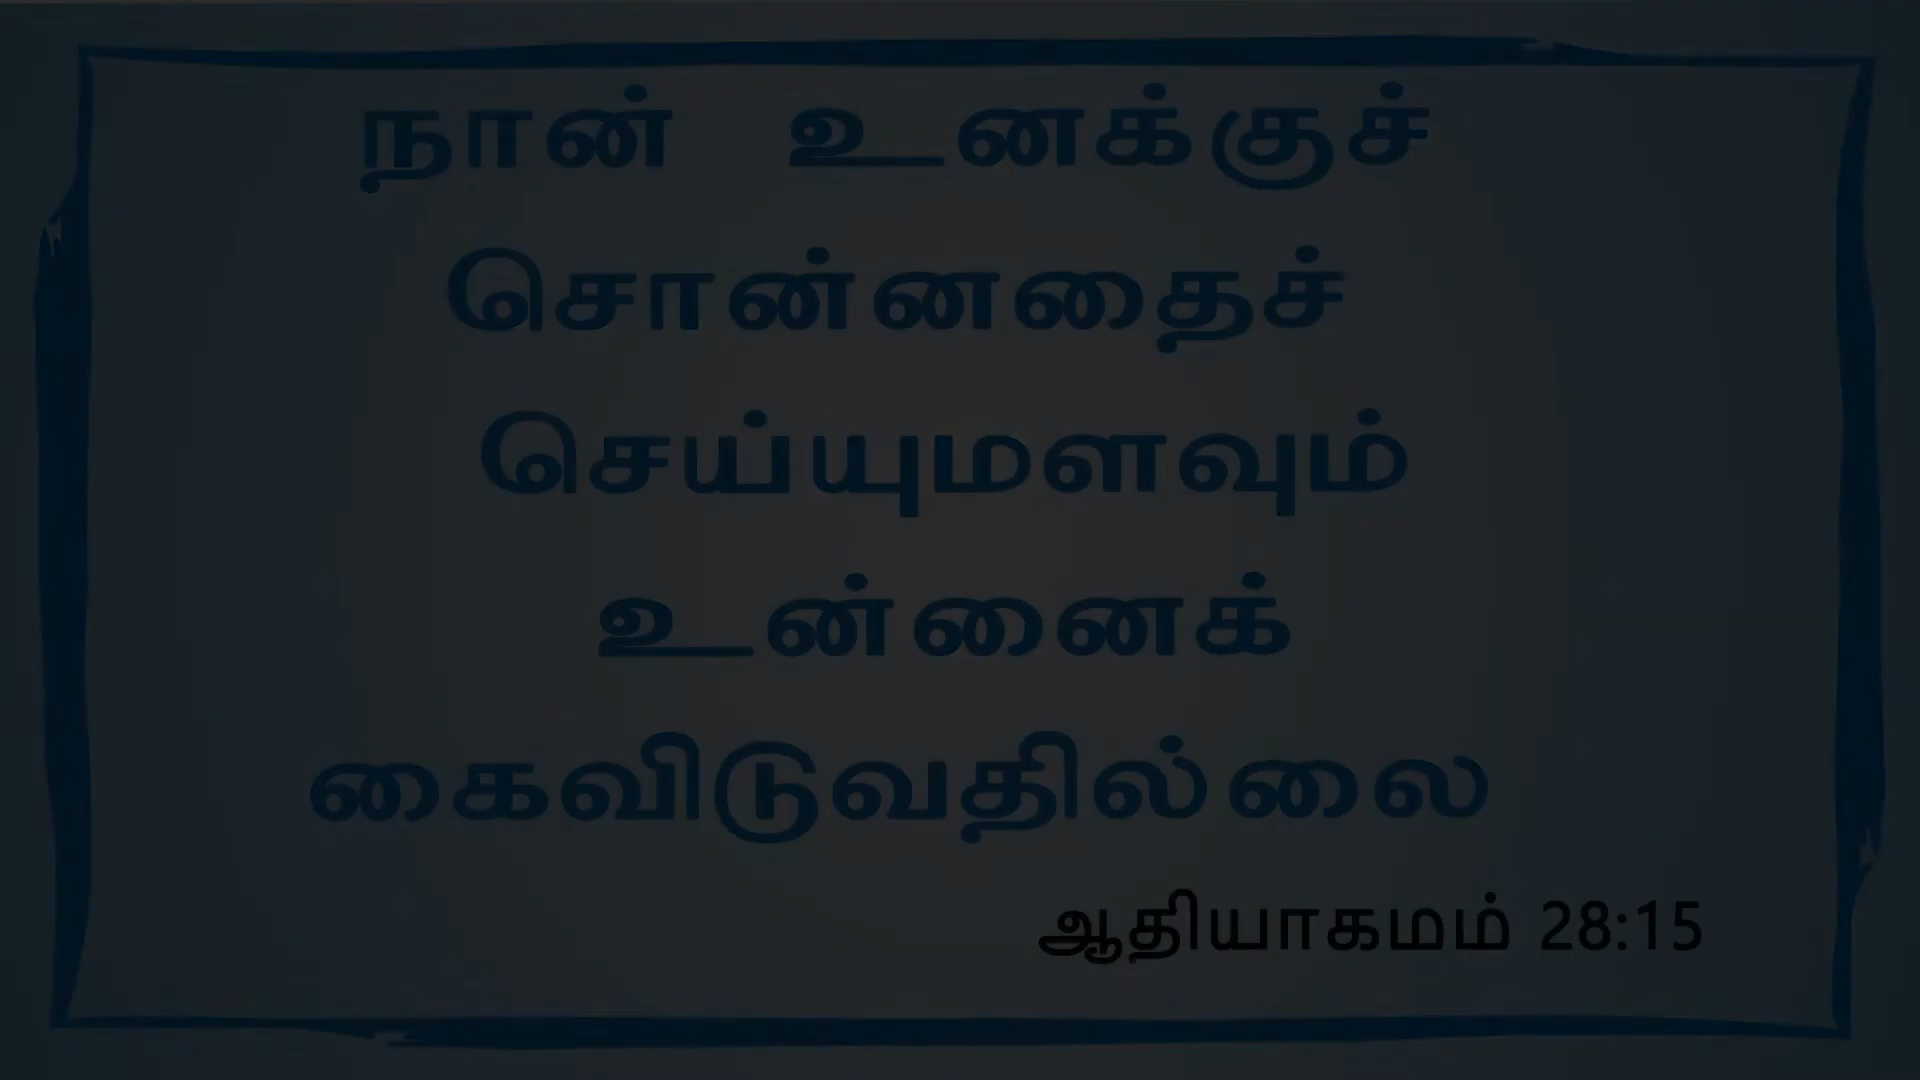 நான் உனக்குச்
சொன்னதைச்
செய்யுமளவும்
உன்னைக்
கைவிடுவதில்லை
ஆதியாகமம் 28:15